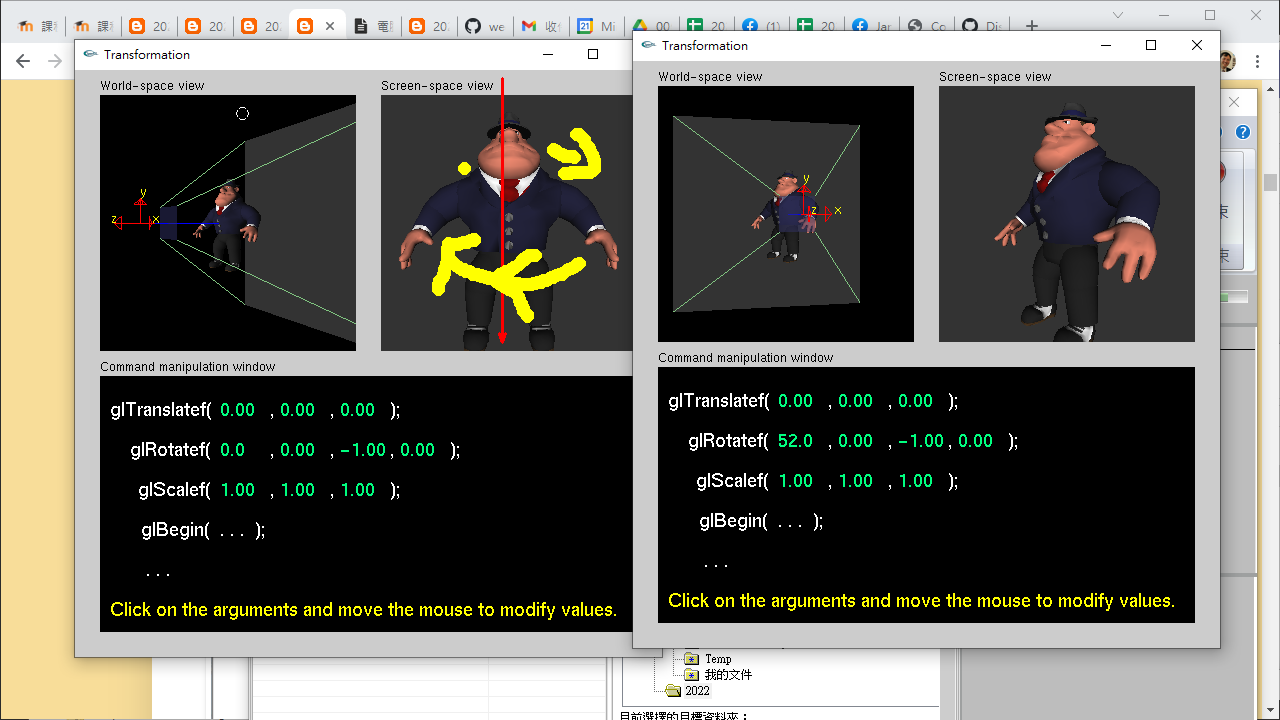 課程
20
20
20
20
電腦
20
we
收
Mi
00
20
(1)
20
Jar
Co
Dis
Transformation
World-space view
Screen-space view
y
z
x
Command manipulation window
glTranslatef( 0.00 , 0.00 , 0.00 );
glRotatef( 0.0 , 0.00 , -1.00 , 0.00 );
glScalef( 1.00 , 1.00 , 1.00 );
glBegin( . . . );
. . .
Click on the arguments and move the mouse to modify values.
Transformation
World-space view
Screen-space view
y
z
x
Command manipulation window
glTranslatef( 0.00 , 0.00 , 0.00 );
glRotatef( 52.0 , 0.00 , -1.00 , 0.00 );
glScalef( 1.00 , 1.00 , 1.00 );
glBegin( . . . );
. . .
Click on the arguments and move the mouse to modify values.
束
束
Temp
我的文件
2022
目前選擇的目標資料夾：